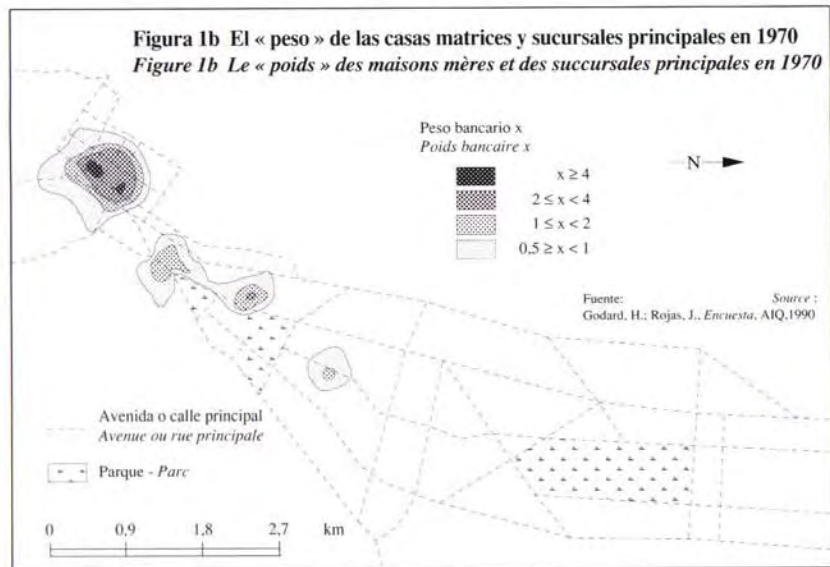 Figura 1b El « peso » de las casas matrices y sucursales principales en 1970
Figure 1b Le « poids » des maisons mères et des succursales principales en 1970
Peso bancario x
Poids bancaire x
x ≥ 4
2 ≤ x < 4
1 ≤ x < 2
0,5 ≥ x < 1
N
Fuente: Source :
Godard, H.; Rojas, J., Encuesta, AIQ,1990
Avenida o calle principal
Avenue ou rue principale
Parque - Parc
0 0,9 1,8 2,7 km